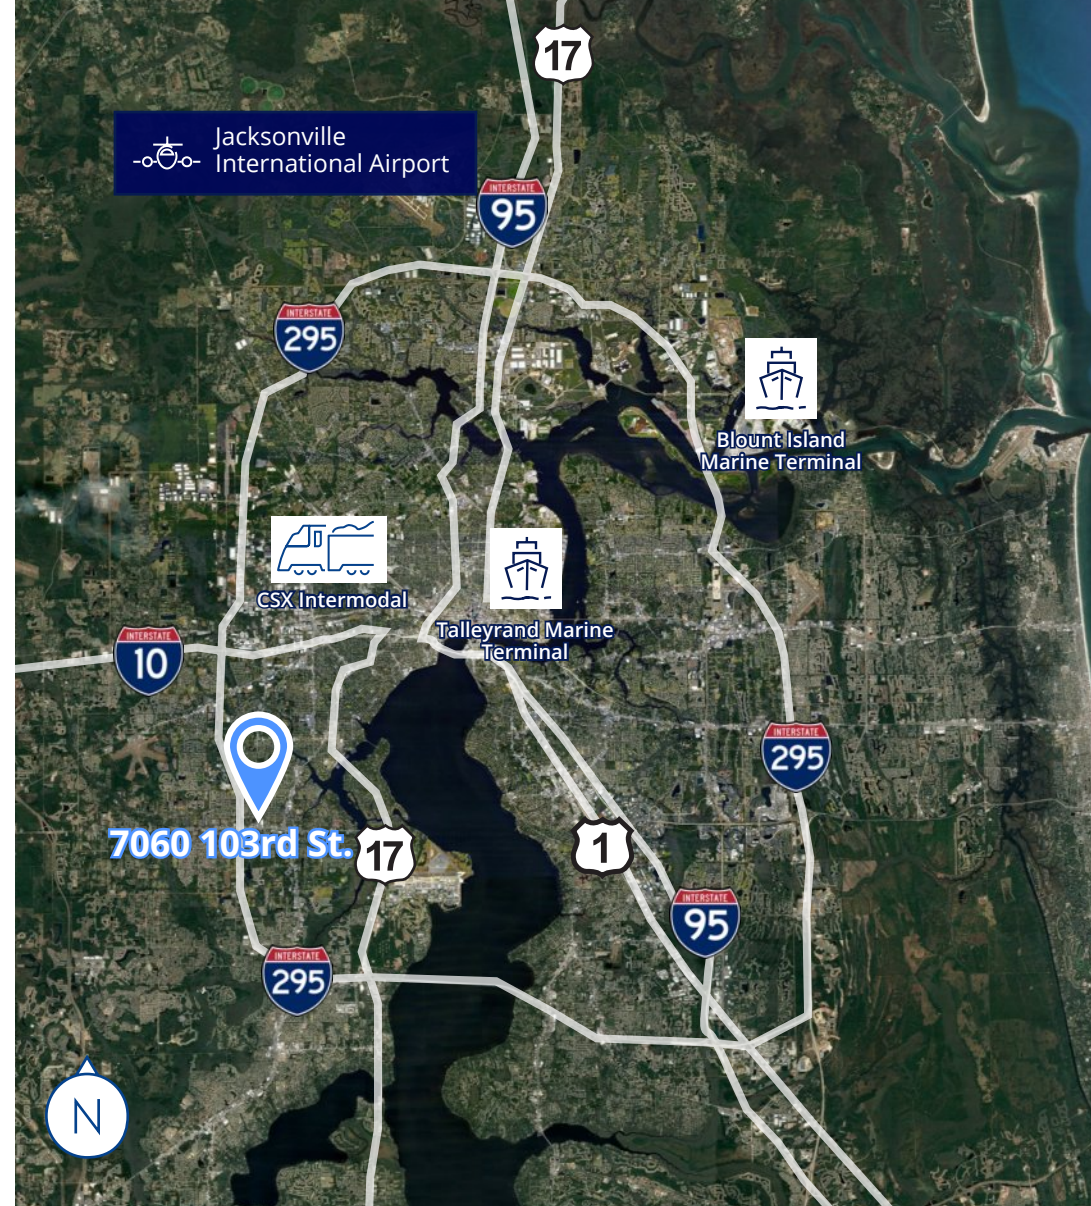 17
Jacksonville
International Airport
INTERSTATE
95
INTERSTATE
295
Blount Island
Marine Terminal
CSX Intermodal
Talleyrand Marine
Terminal
INTERSTATE
10
INTERSTATE
295
7060 103rd St.
17
1
INTERSTATE
95
INTERSTATE
295
N